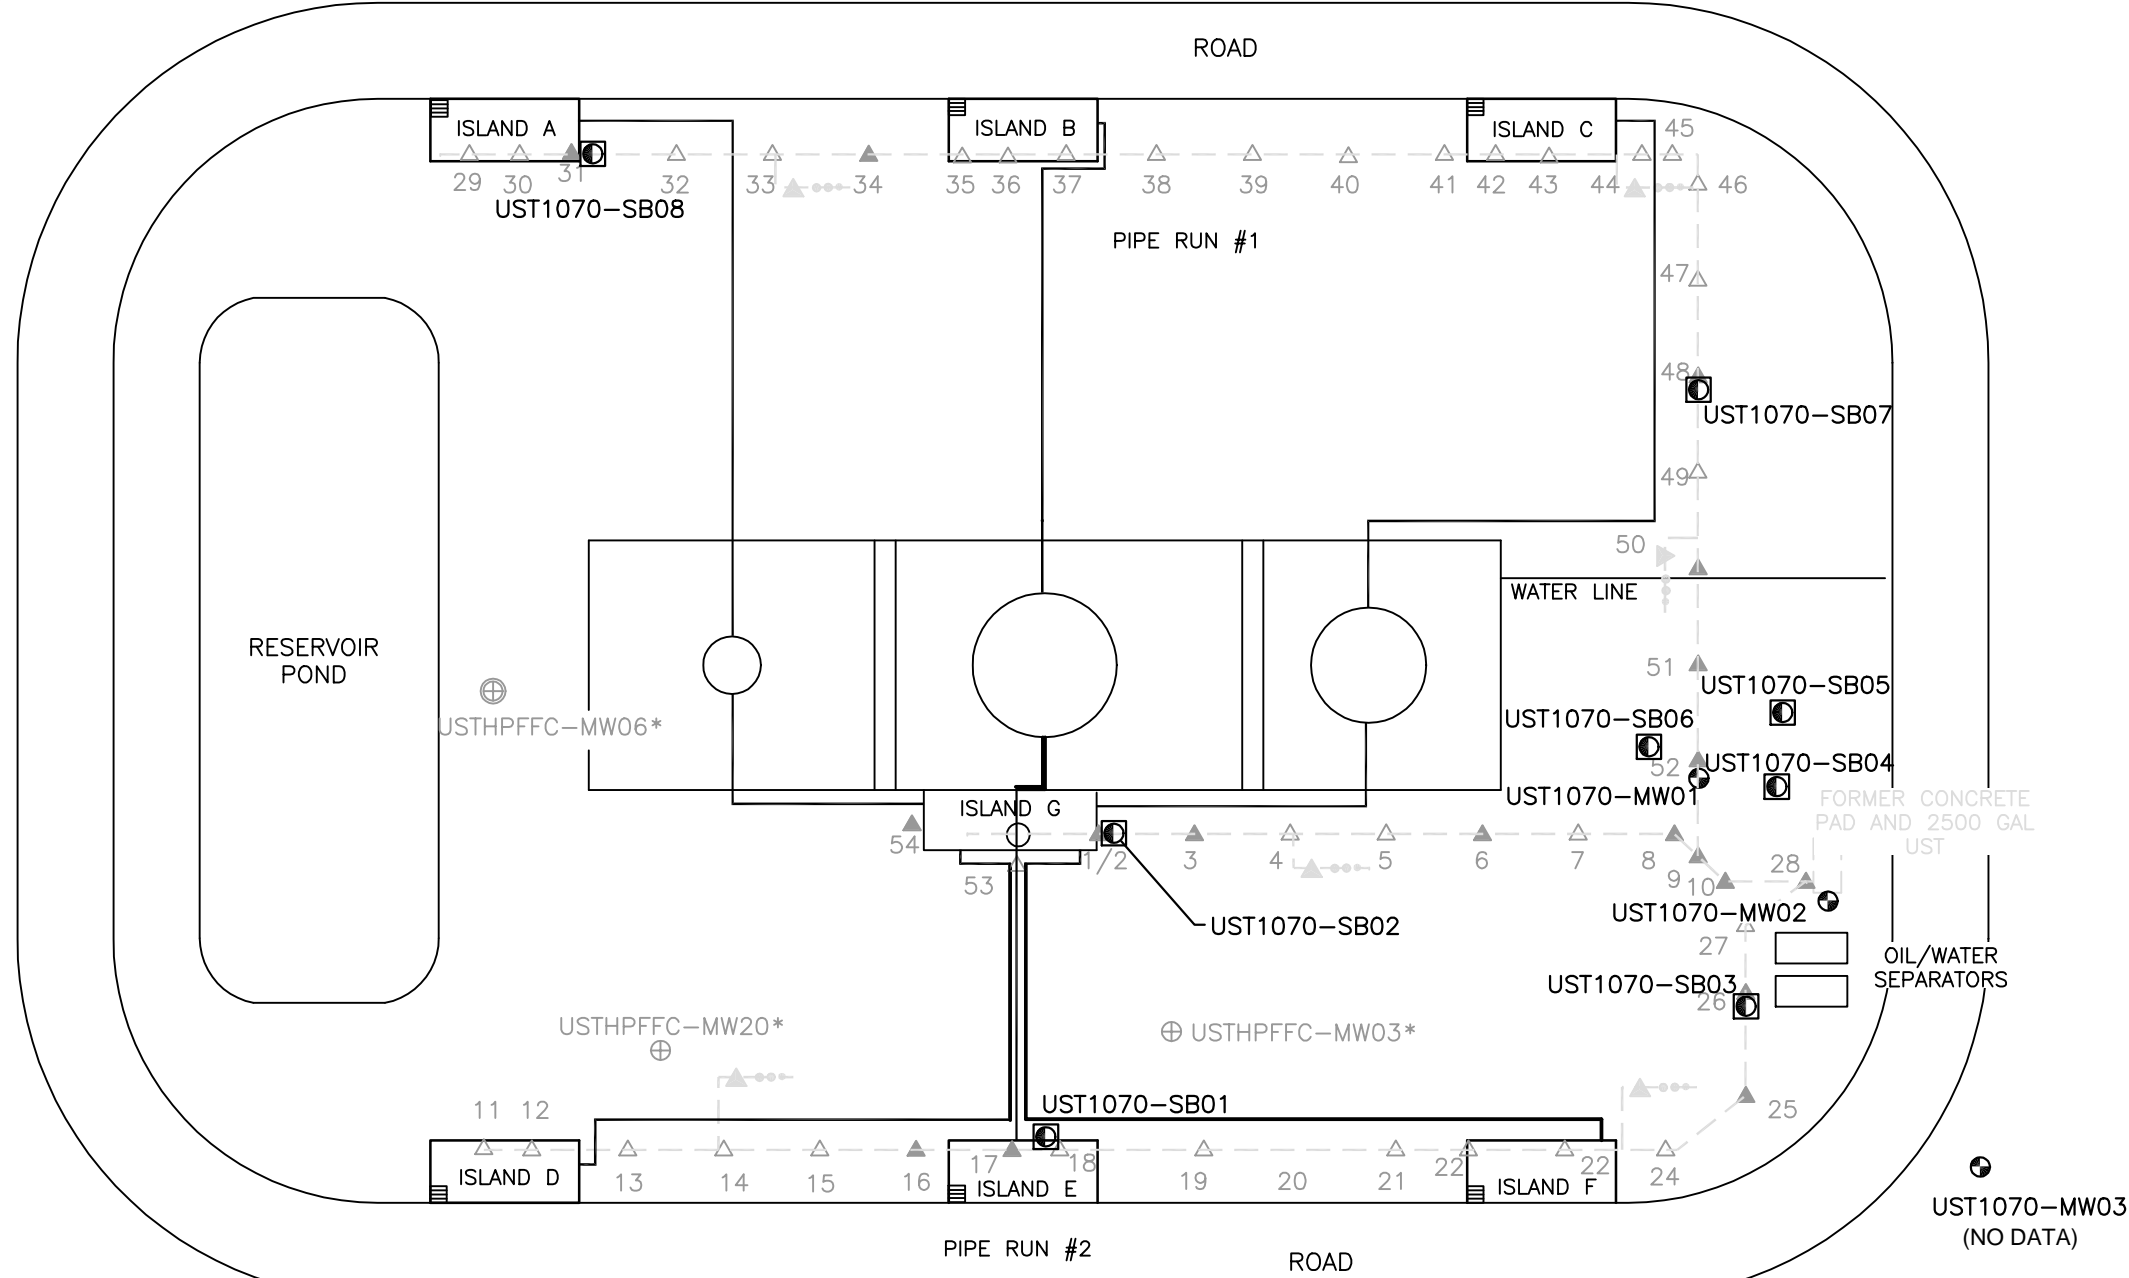 ROAD
ISLAND A
ISLAND B
ISLAND C
45
29
30
31
32
33
34
35
36
37
38
39
40
41
42
43
44
46
UST1070-SB08
PIPE RUN #1
47
48
UST1070-SB07
49
50
WATER LINE
RESERVOIR
POND
51
UST1070-SB05
USTHPFFC-MW06*
UST1070-SB06
52
UST1070-SB04
UST1070-MW01
FORMER CONCRETE
PAD AND 2500 GAL
UST
ISLAND G
54
53
1/2
3
4
5
6
7
8
9
10
28
UST1070-MW02
UST1070-SB02
27
OIL/WATER
SEPARATORS
UST1070-SB03
26
USTHPFFC-MW20*
USTHPFFC-MW03*
UST1070-SB01
11
12
25
13
14
15
16
17
18
19
20
21
22
22
24
ISLAND D
ISLAND E
ISLAND F
UST1070-MW03
(NO DATA)
PIPE RUN #2
ROAD